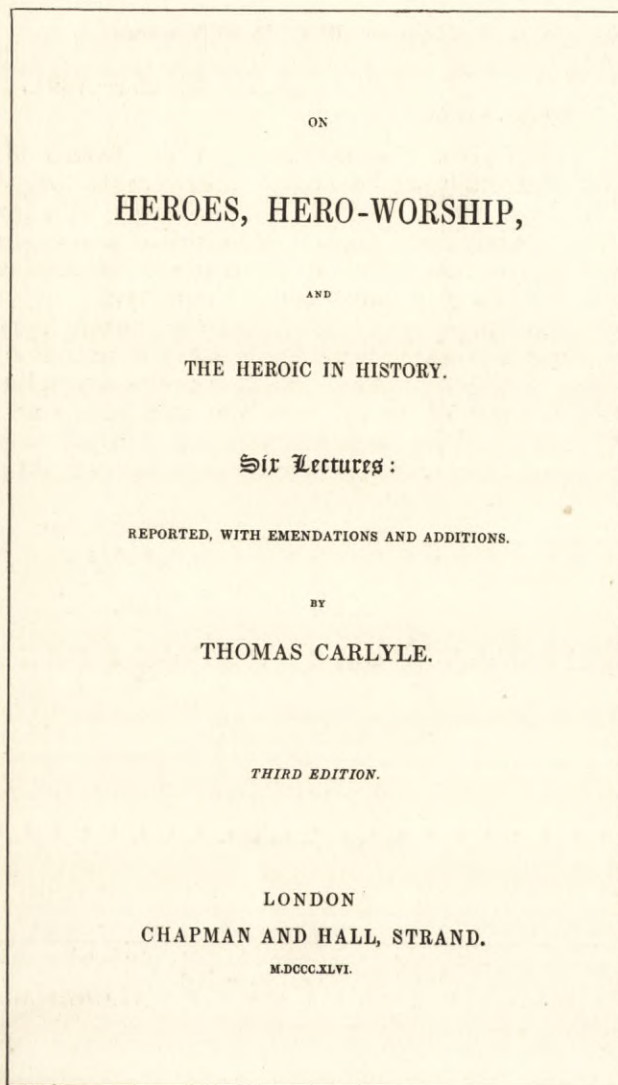 ON
HEROES, HERO-WORSHIP,
AND
THE HEROIC IN HISTORY.
Six Lectures:
REPORTED, WITH EMENDATIONS AND ADDITIONS.
BY
THOMAS CARLYLE.
THIRD EDITION.
LONDON
CHAPMAN AND HALL, STRAND.
M.DCCC.XLVI.